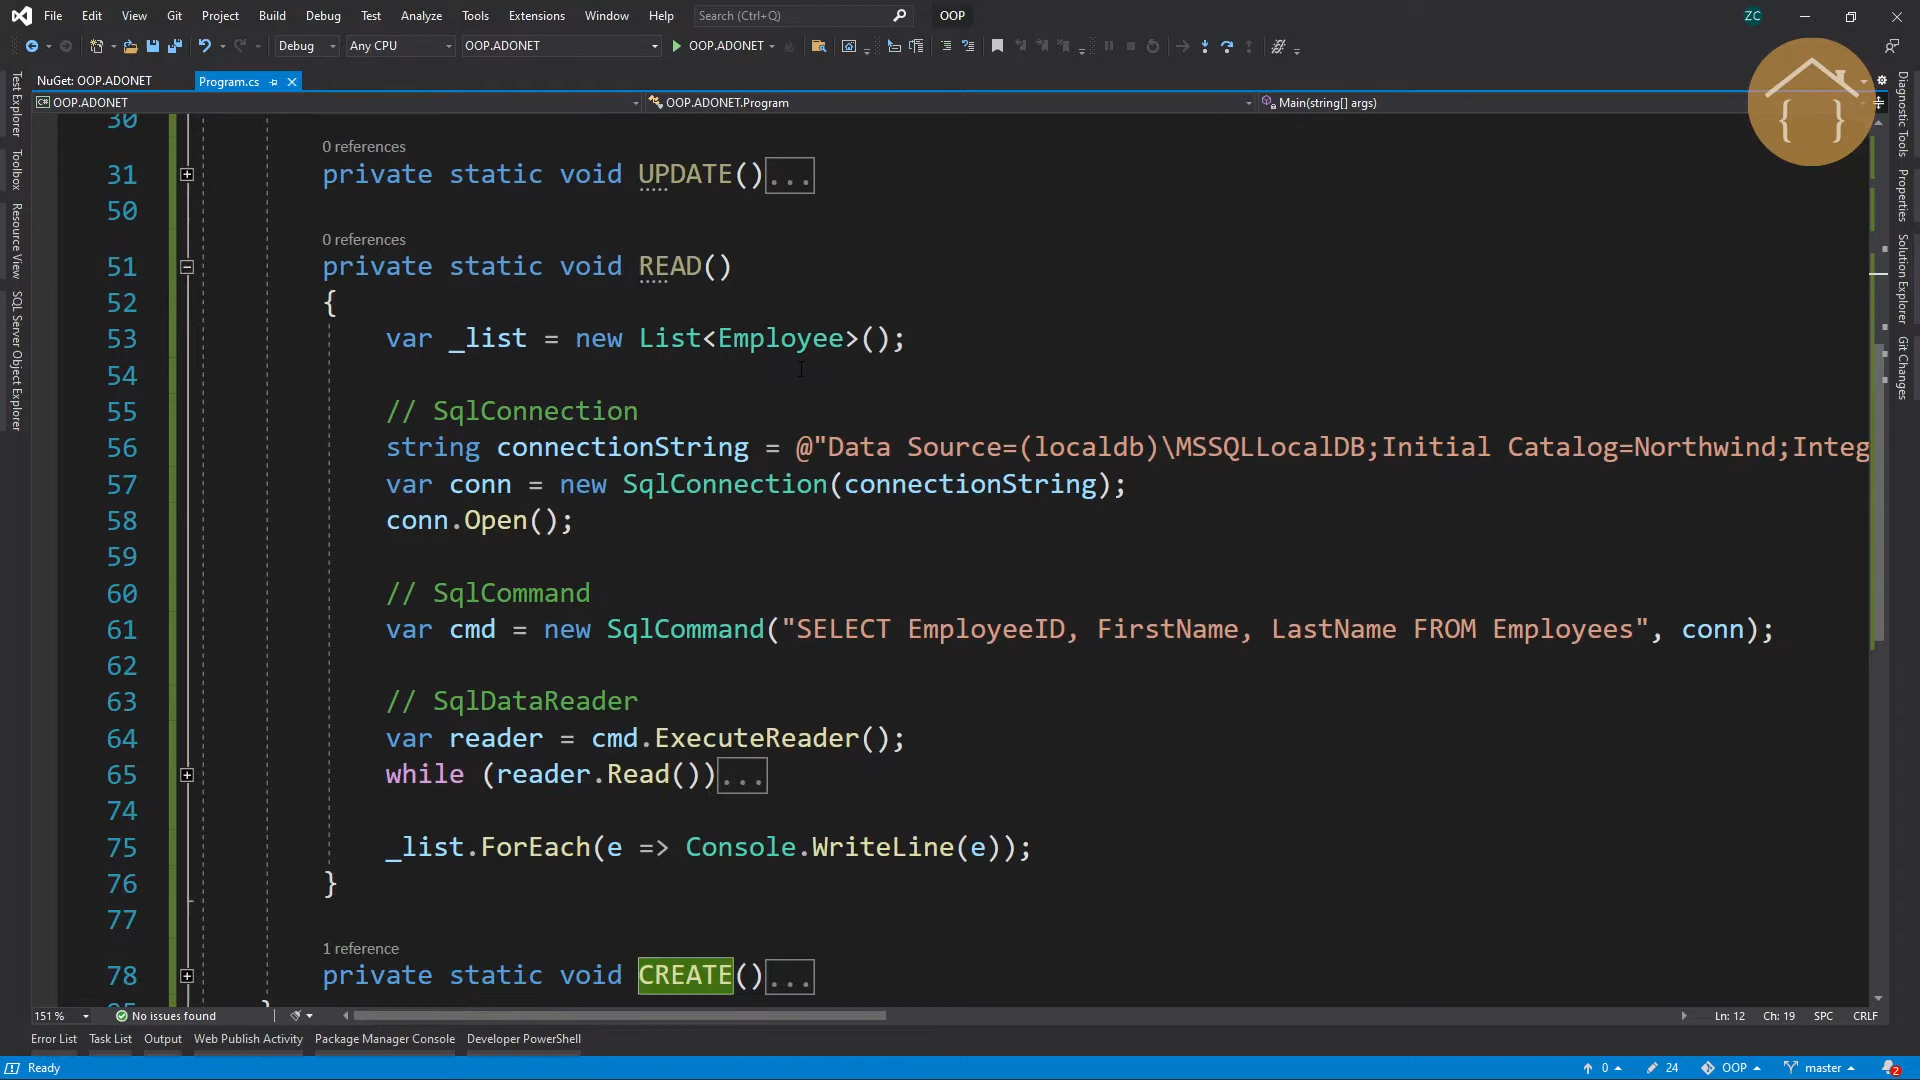 File Edit View Git Project Build Debug Test Analyze Tools Extensions Window Help Search (Ctrl+Q) OOP ZC
Debug Any CPU OOP.ADONET OOP.ADONET
NuGet: OOP.ADONET Program.cs
OOP.ADONET OOP.ADONET.Program Main(string[] args)
Test Explorer
Toolbox
Resource View
SQL Server Object Explorer
30
0 references
31 private static void UPDATE()...
50
0 references
51 private static void READ()
52 {
53 var _list = new List<Employee>();
54
55 // SqlConnection
56 string connectionString = @"Data Source=(localdb)\MSSQLLocalDB;Initial Catalog=Northwind;Integ
57 var conn = new SqlConnection(connectionString);
58 conn.Open();
59
60 // SqlCommand
61 var cmd = new SqlCommand("SELECT EmployeeID, FirstName, LastName FROM Employees", conn);
62
63 // SqlDataReader
64 var reader = cmd.ExecuteReader();
65 while (reader.Read())...
74
75 _list.ForEach(e => Console.WriteLine(e));
76 }
77
1 reference
78 private static void CREATE()...
95 }
{ }
Diagnostic Tools
Properties
Solution Explorer
Git Changes
151 % No issues found Ln: 12 Ch: 19 SPC CRLF
Error List Task List Output Web Publish Activity Package Manager Console Developer PowerShell
Ready 0 24 OOP master 2